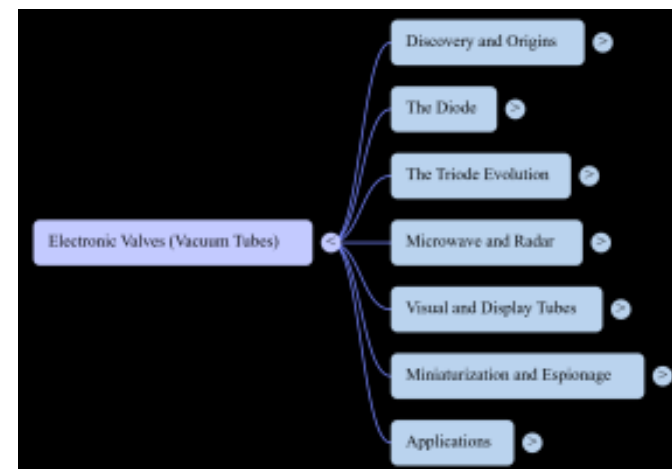 Discovery and Origins >
The Diode >
The Triode Evolution >
Electronic Valves (Vacuum Tubes) <
Microwave and Radar >
Visual and Display Tubes >
Miniaturization and Espionage >
Applications >